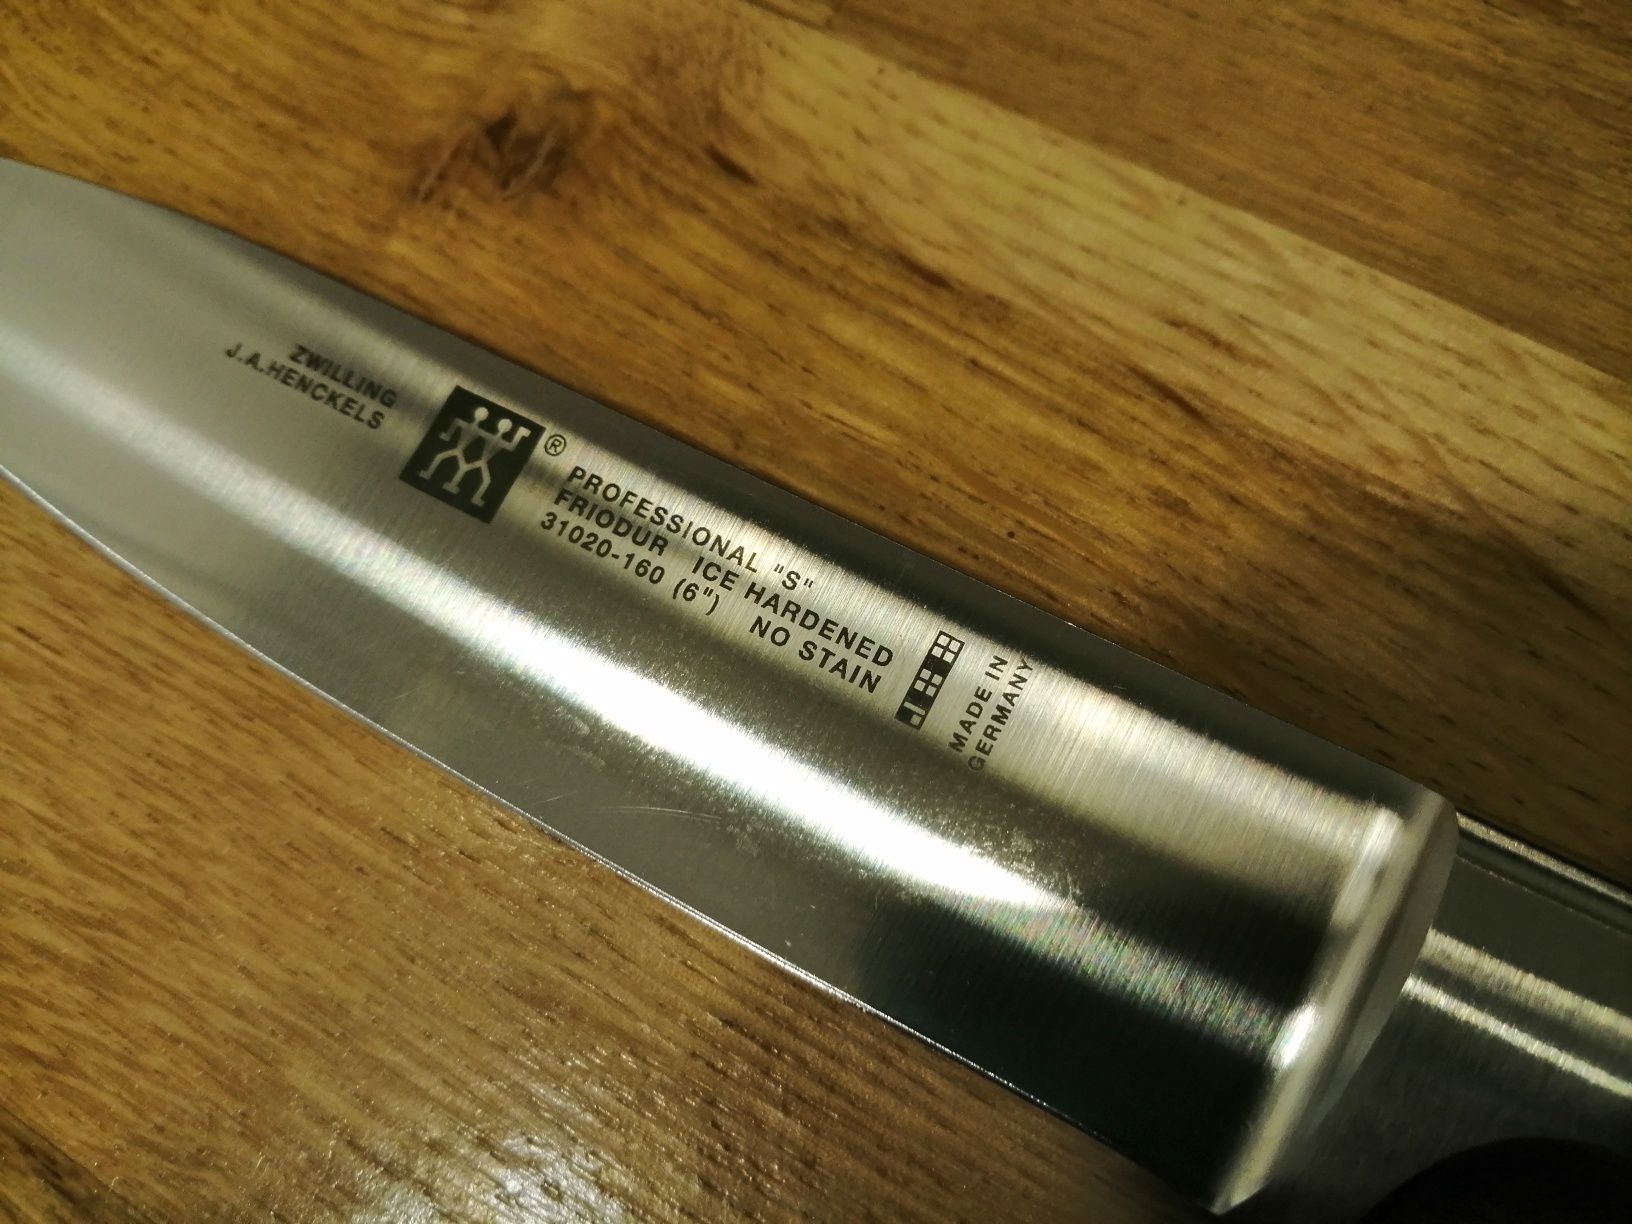 ZWILLING
J.A.HENCKELS
®
PROFESSIONAL "S"
FRIODUR ICE HARDENED
31020-160 (6") NO STAIN
MADE IN
GERMANY